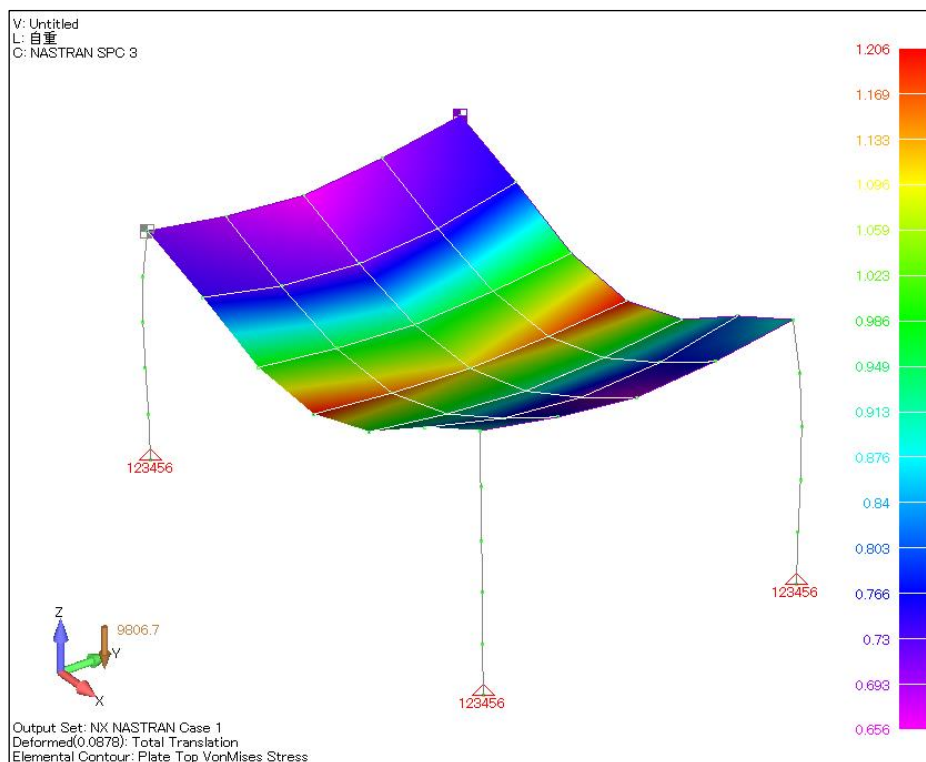 V: Untitled
L: 自重
C: NASTRAN SPC 3
1.206
1.169
1.133
1.096
1.059
1.023
0.986
0.949
0.913
0.876
0.84
0.803
0.766
0.73
0.693
0.656
123456
123456
123456
Z
9806.7
Y
X
Output Set: NX NASTRAN Case 1
Deformed(0.0878): Total Translation
Elemental Contour: Plate Top VonMises Stress